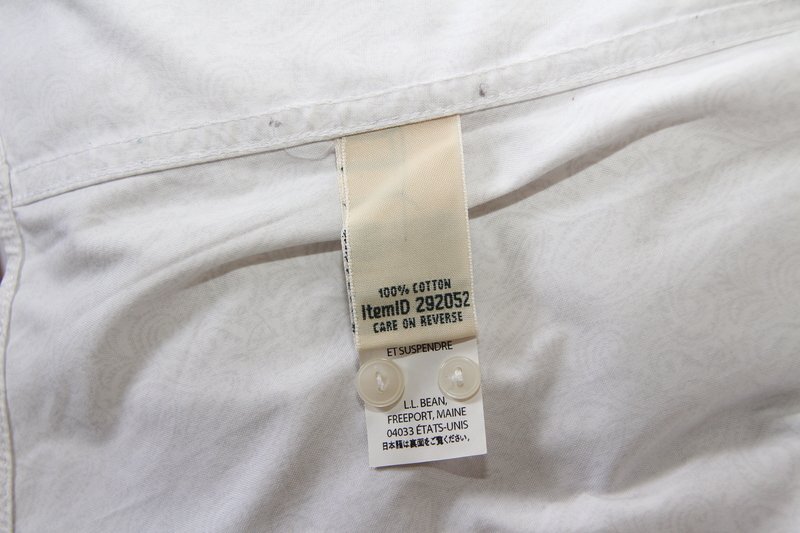 100% COTTON
ItemID 292052
CARE ON REVERSE
ET SUSPENDRE
L.L. BEAN,
FREEPORT, MAINE
04033 ÉTATS-UNIS
日本語は裏面をご覧ください。